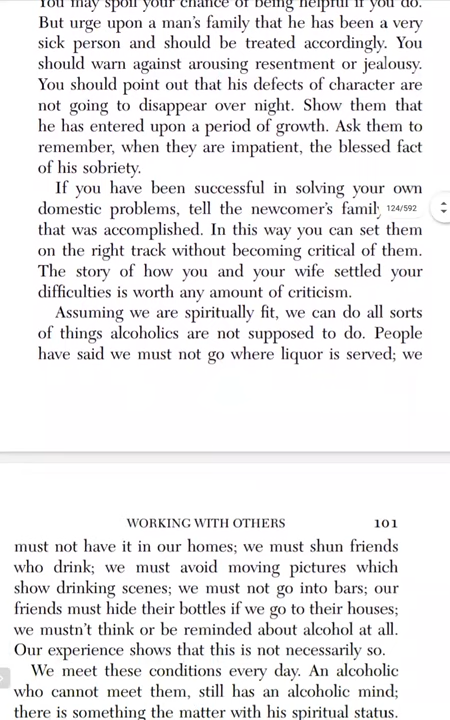 You may spoil your chance of being helpful if you do.
But urge upon a man's family that he has been a very
sick person and should be treated accordingly. You
should warn against arousing resentment or jealousy.
You should point out that his defects of character are
not going to disappear over night. Show them that
he has entered upon a period of growth. Ask them to
remember, when they are impatient, the blessed fact
of his sobriety.
If you have been successful in solving your own
domestic problems, tell the newcomer's famil 124/592
that was accomplished. In this way you can set them
on the right track without becoming critical of them.
The story of how you and your wife settled your
difficulties is worth any amount of criticism.
Assuming we are spiritually fit, we can do all sorts
of things alcoholics are not supposed to do. People
have said we must not go where liquor is served; we
WORKING WITH OTHERS 101
must not have it in our homes; we must shun friends
who drink; we must avoid moving pictures which
show drinking scenes; we must not go into bars; our
friends must hide their bottles if we go to their houses;
we mustn't think or be reminded about alcohol at all.
Our experience shows that this is not necessarily so.
We meet these conditions every day. An alcoholic
who cannot meet them, still has an alcoholic mind;
there is something the matter with his spiritual status.